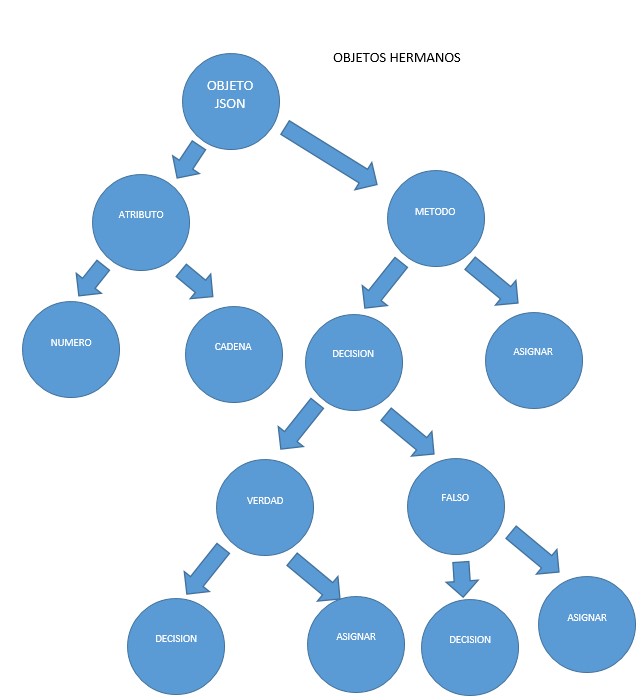 OBJETOS HERMANOS
OBJETO
JSON
ATRIBUTO
METODO
NUMERO
CADENA
DECISION
ASIGNAR
VERDAD
FALSO
DECISION
ASIGNAR
DECISION
ASIGNAR